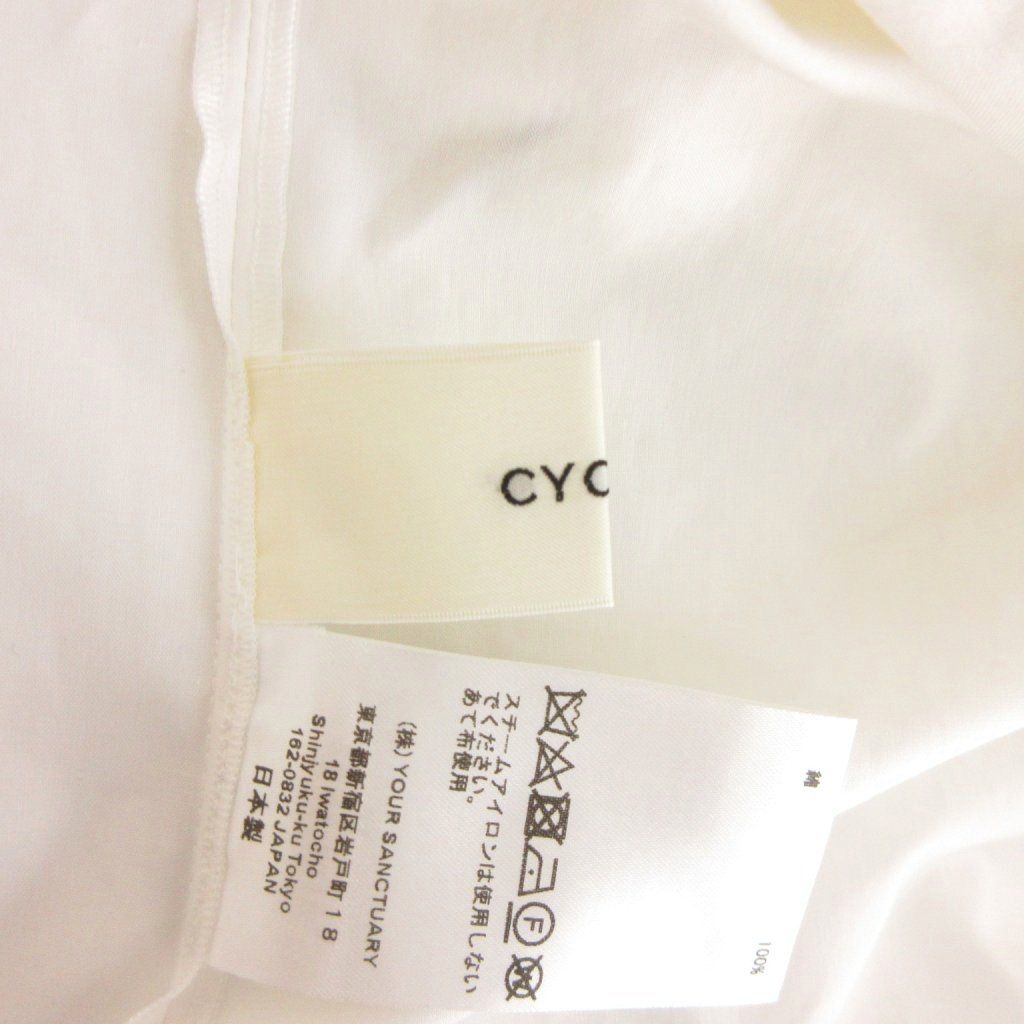 CYC
綿
100%
スチームアイロンは使用しない
でください。
あて布使用。
F
W
(株) YOUR SANCTUARY
東京都新宿区岩戸町18
18 Iwatocho
Shinjyuku-ku Tokyo
162-0832 JAPAN
日本製